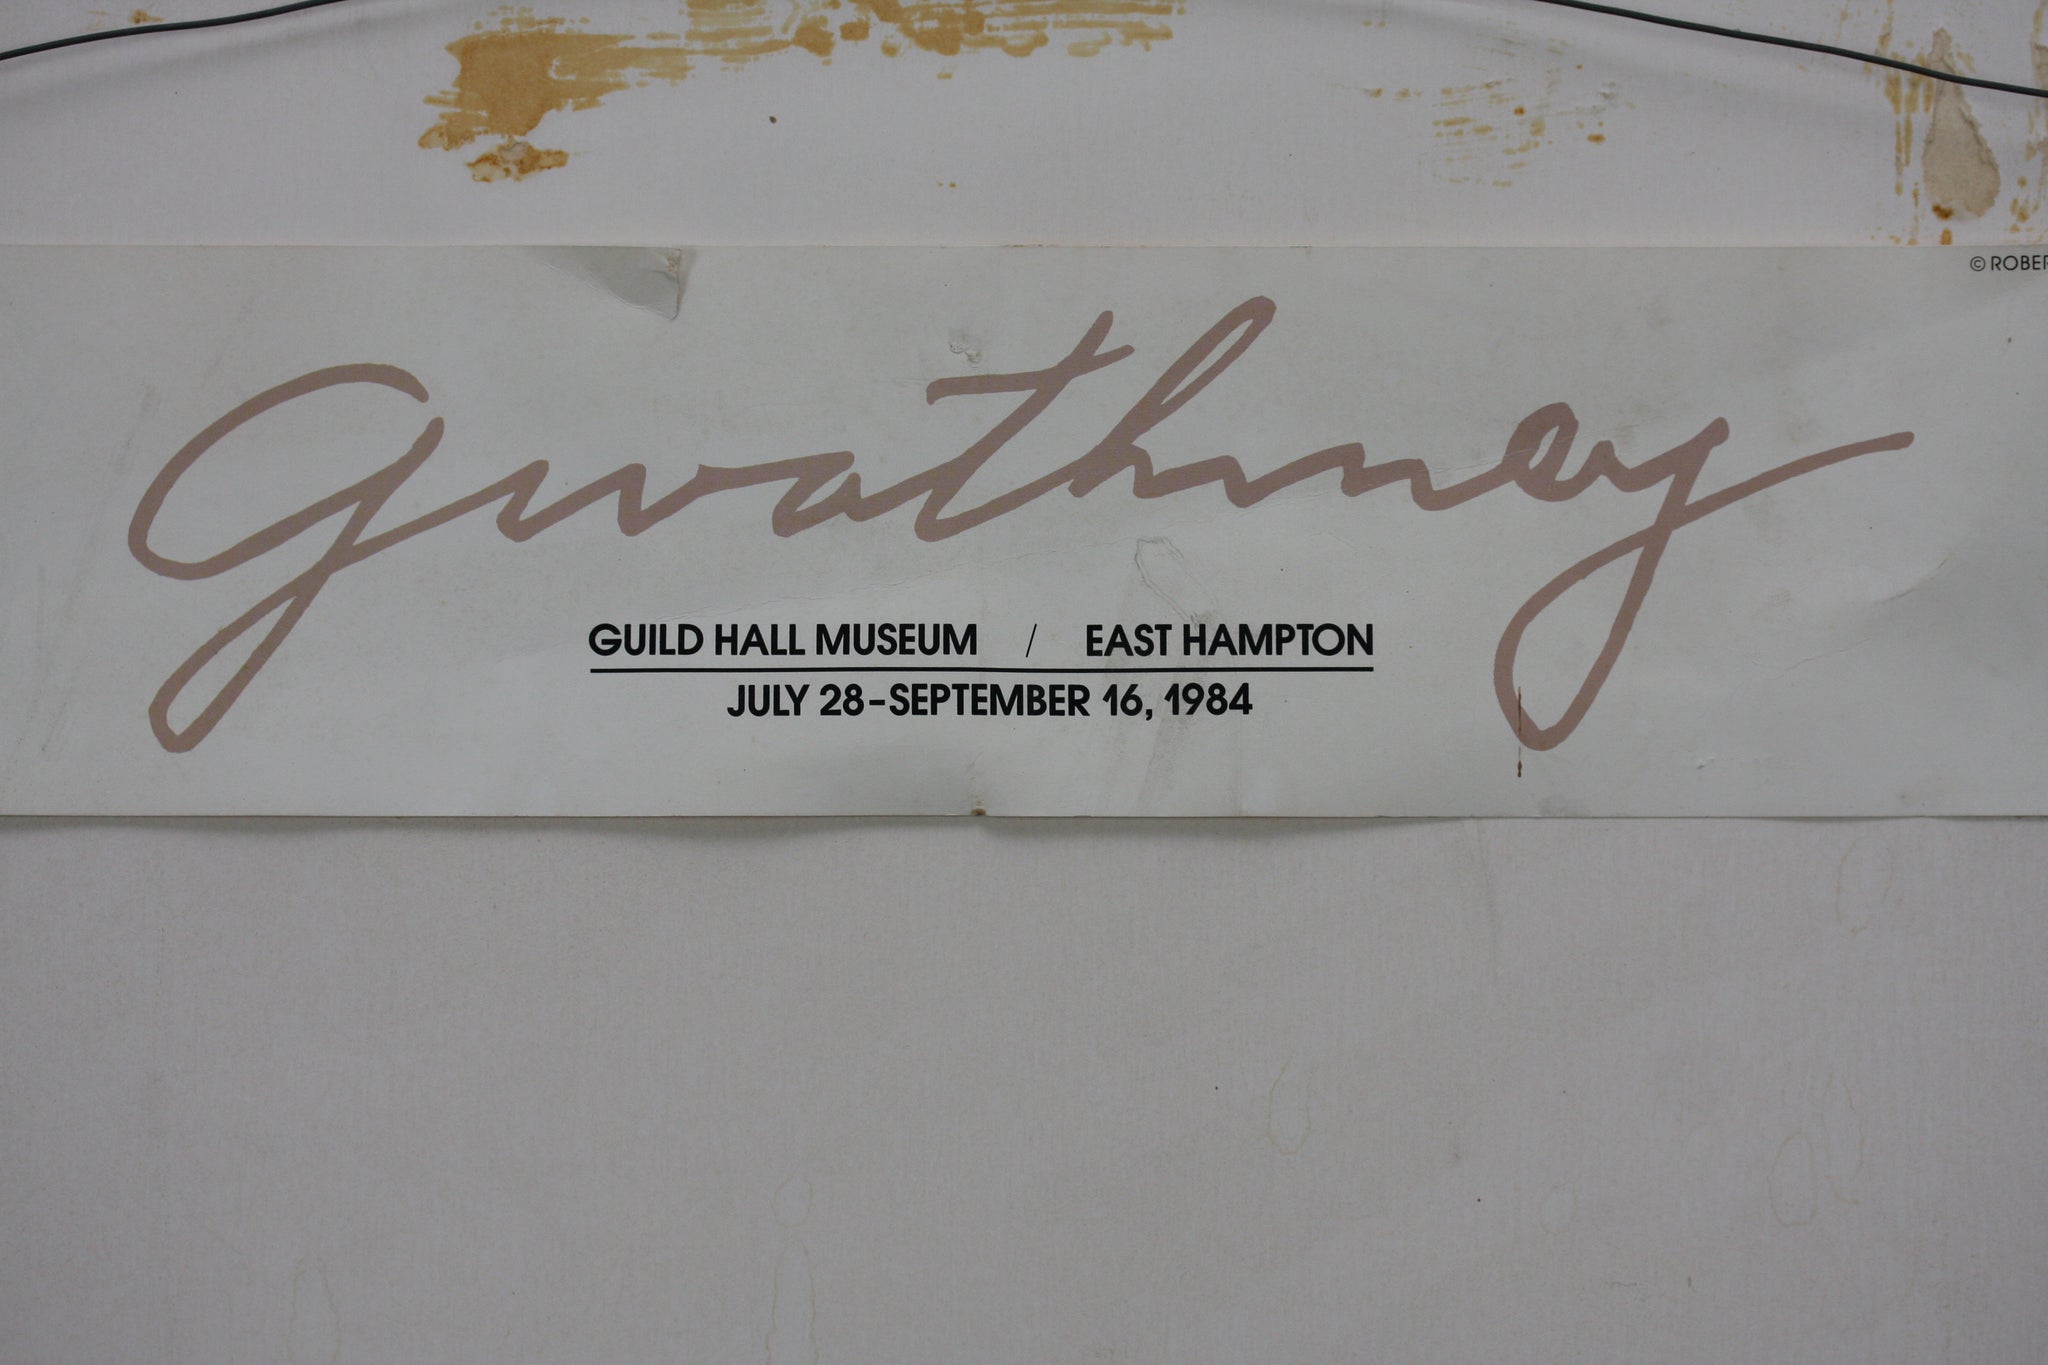 © ROBER
gwathmey
GUILD HALL MUSEUM / EAST HAMPTON
JULY 28-SEPTEMBER 16, 1984